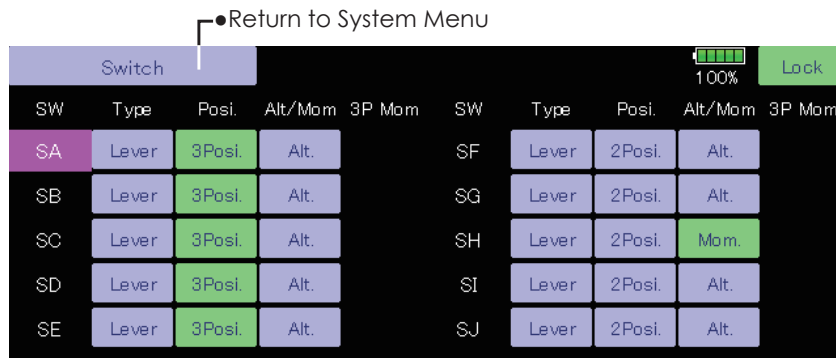 ●Return to System Menu
Switch 100% Lock
SW Type Posi. Alt/Mom 3P Mom SW Type Posi. Alt/Mom 3P Mom
SA Lever 3Posi. Alt. SF Lever 2Posi. Alt.
SB Lever 3Posi. Alt. SG Lever 2Posi. Alt.
SC Lever 3Posi. Alt. SH Lever 2Posi. Mom.
SD Lever 3Posi. Alt. SI Lever 2Posi. Alt.
SE Lever 3Posi. Alt. SJ Lever 2Posi. Alt.